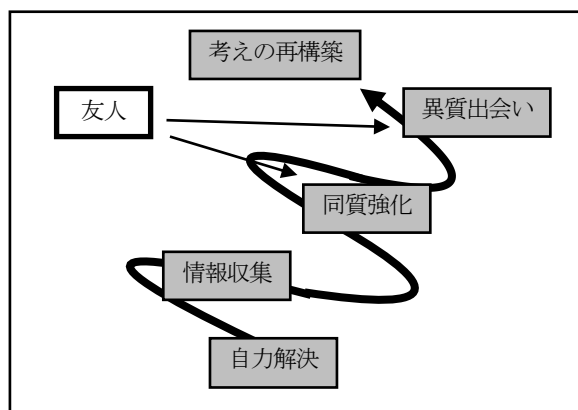 考えの再構築
友人
異質出会い
同質強化
情報収集
自力解決